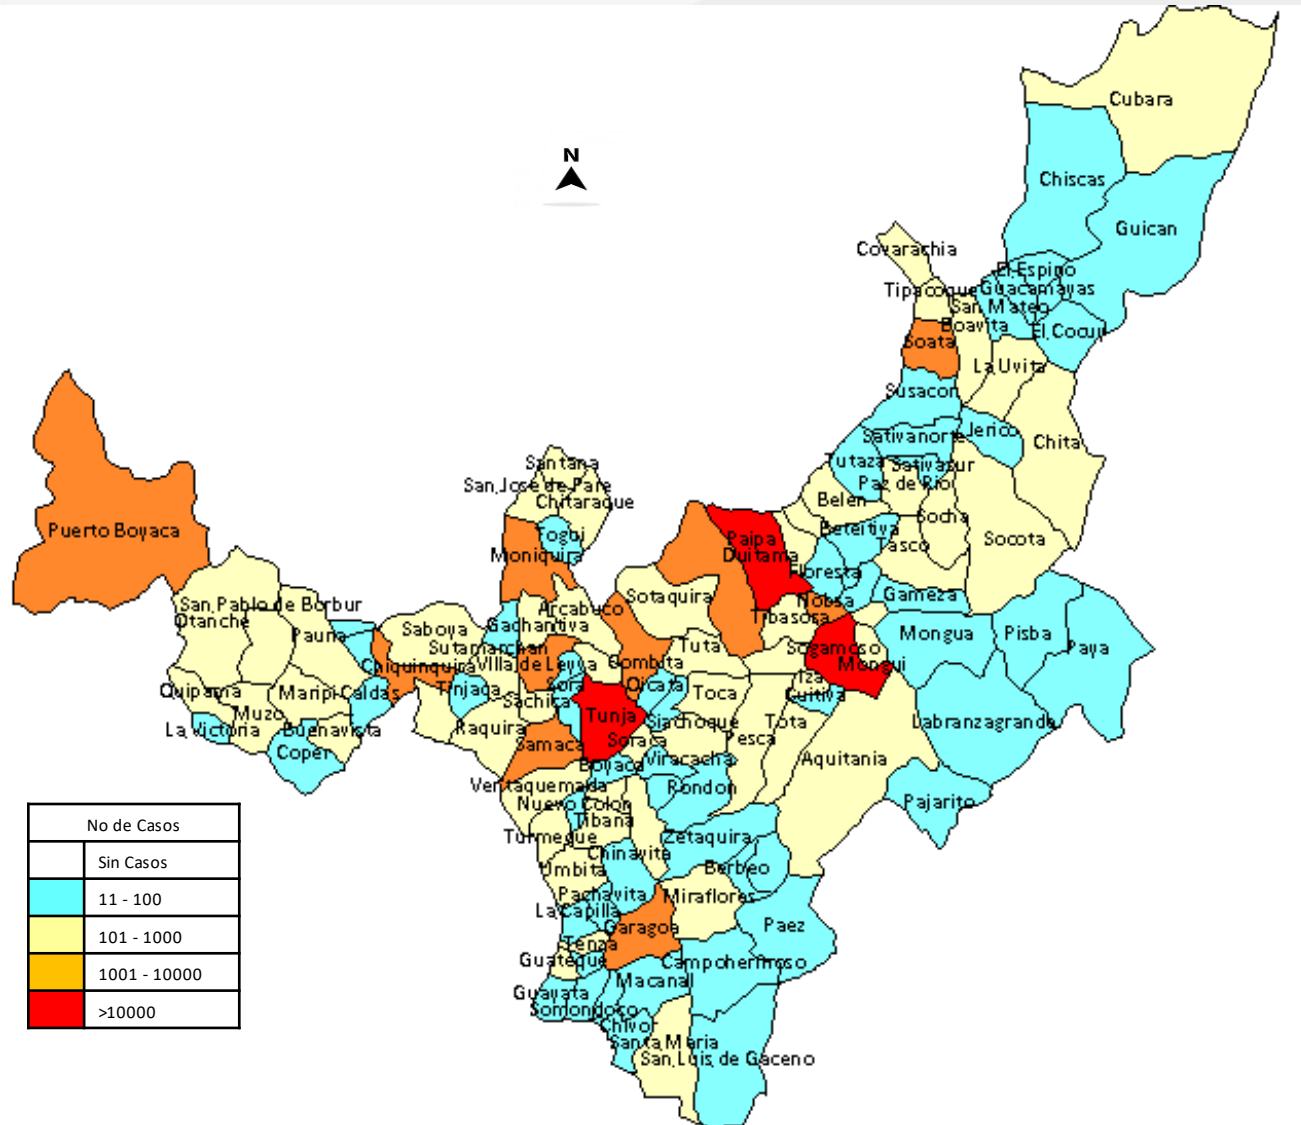 Cubara
N
Chiscas
Guican
Covarachia
El Espino
Tipacoque
Guacamayas
San Mateo
Boavita
El Cocuy
Soata
La Uvita
Susacon
Sativanorte
Jerico
Chita
Santana
Tutaza
Sativasur
San Jose de Pare
Paz de Rio
Chitaraque
Belen
Socha
Puerto Boyaca
Togui
Beteitiva
Paipa
Socota
Tasco
Moniquira
Duitama
Floresta
Gameza
Sotaquira
Nobsa
San Pablo de Borbur
Arcabuco
Otanche
Tibasosa
Gachantiva
Pauna
Saboya
Mongua
Pisba
Paya
Sutamarchan
Tuta
Sogamoso
Chiquinquira
Villa de Leyva
Combita
Mongui
Iza
Sora
Oicata
Quipama
Maripi
Caldas
Tinjaca
Toca
Cuitiva
Sachica
Muzo
Tunja
Siachoque
Tota
Labranzagrande
La Victoria
Buenavista
Raquira
Soraca
Pesca
Samaca
Coper
Viracacha
Aquitania
Boyaca
Ventaquemada
Rondon
Nuevo Colon
Pajarito
Tibana
Turmeque
Zetaquira
Chinavita
Umbita
Berbeo
Pachavita
Miraflores
La Capilla
Garagoa
Paez
Tenza
Guateque
Campohermoso
Macanal
Guayata
Somondoco
Chivor
Santa Maria
San Luis de Gaceno
No de Casos
Sin Casos
11 - 100
101 - 1000
1001 - 10000
>10000